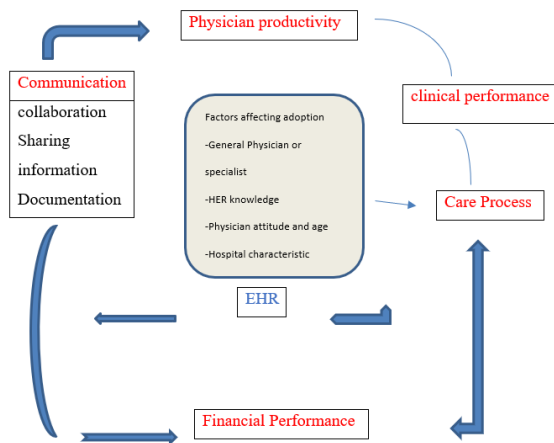 Physician productivity
Communication
collaboration
Sharing
information
Documentation
clinical performance
Factors affecting adoption
-General Physician or
specialist
-HER knowledge
-Physician attitude and age
-Hospital characteristic
Care Process
EHR
Financial Performance